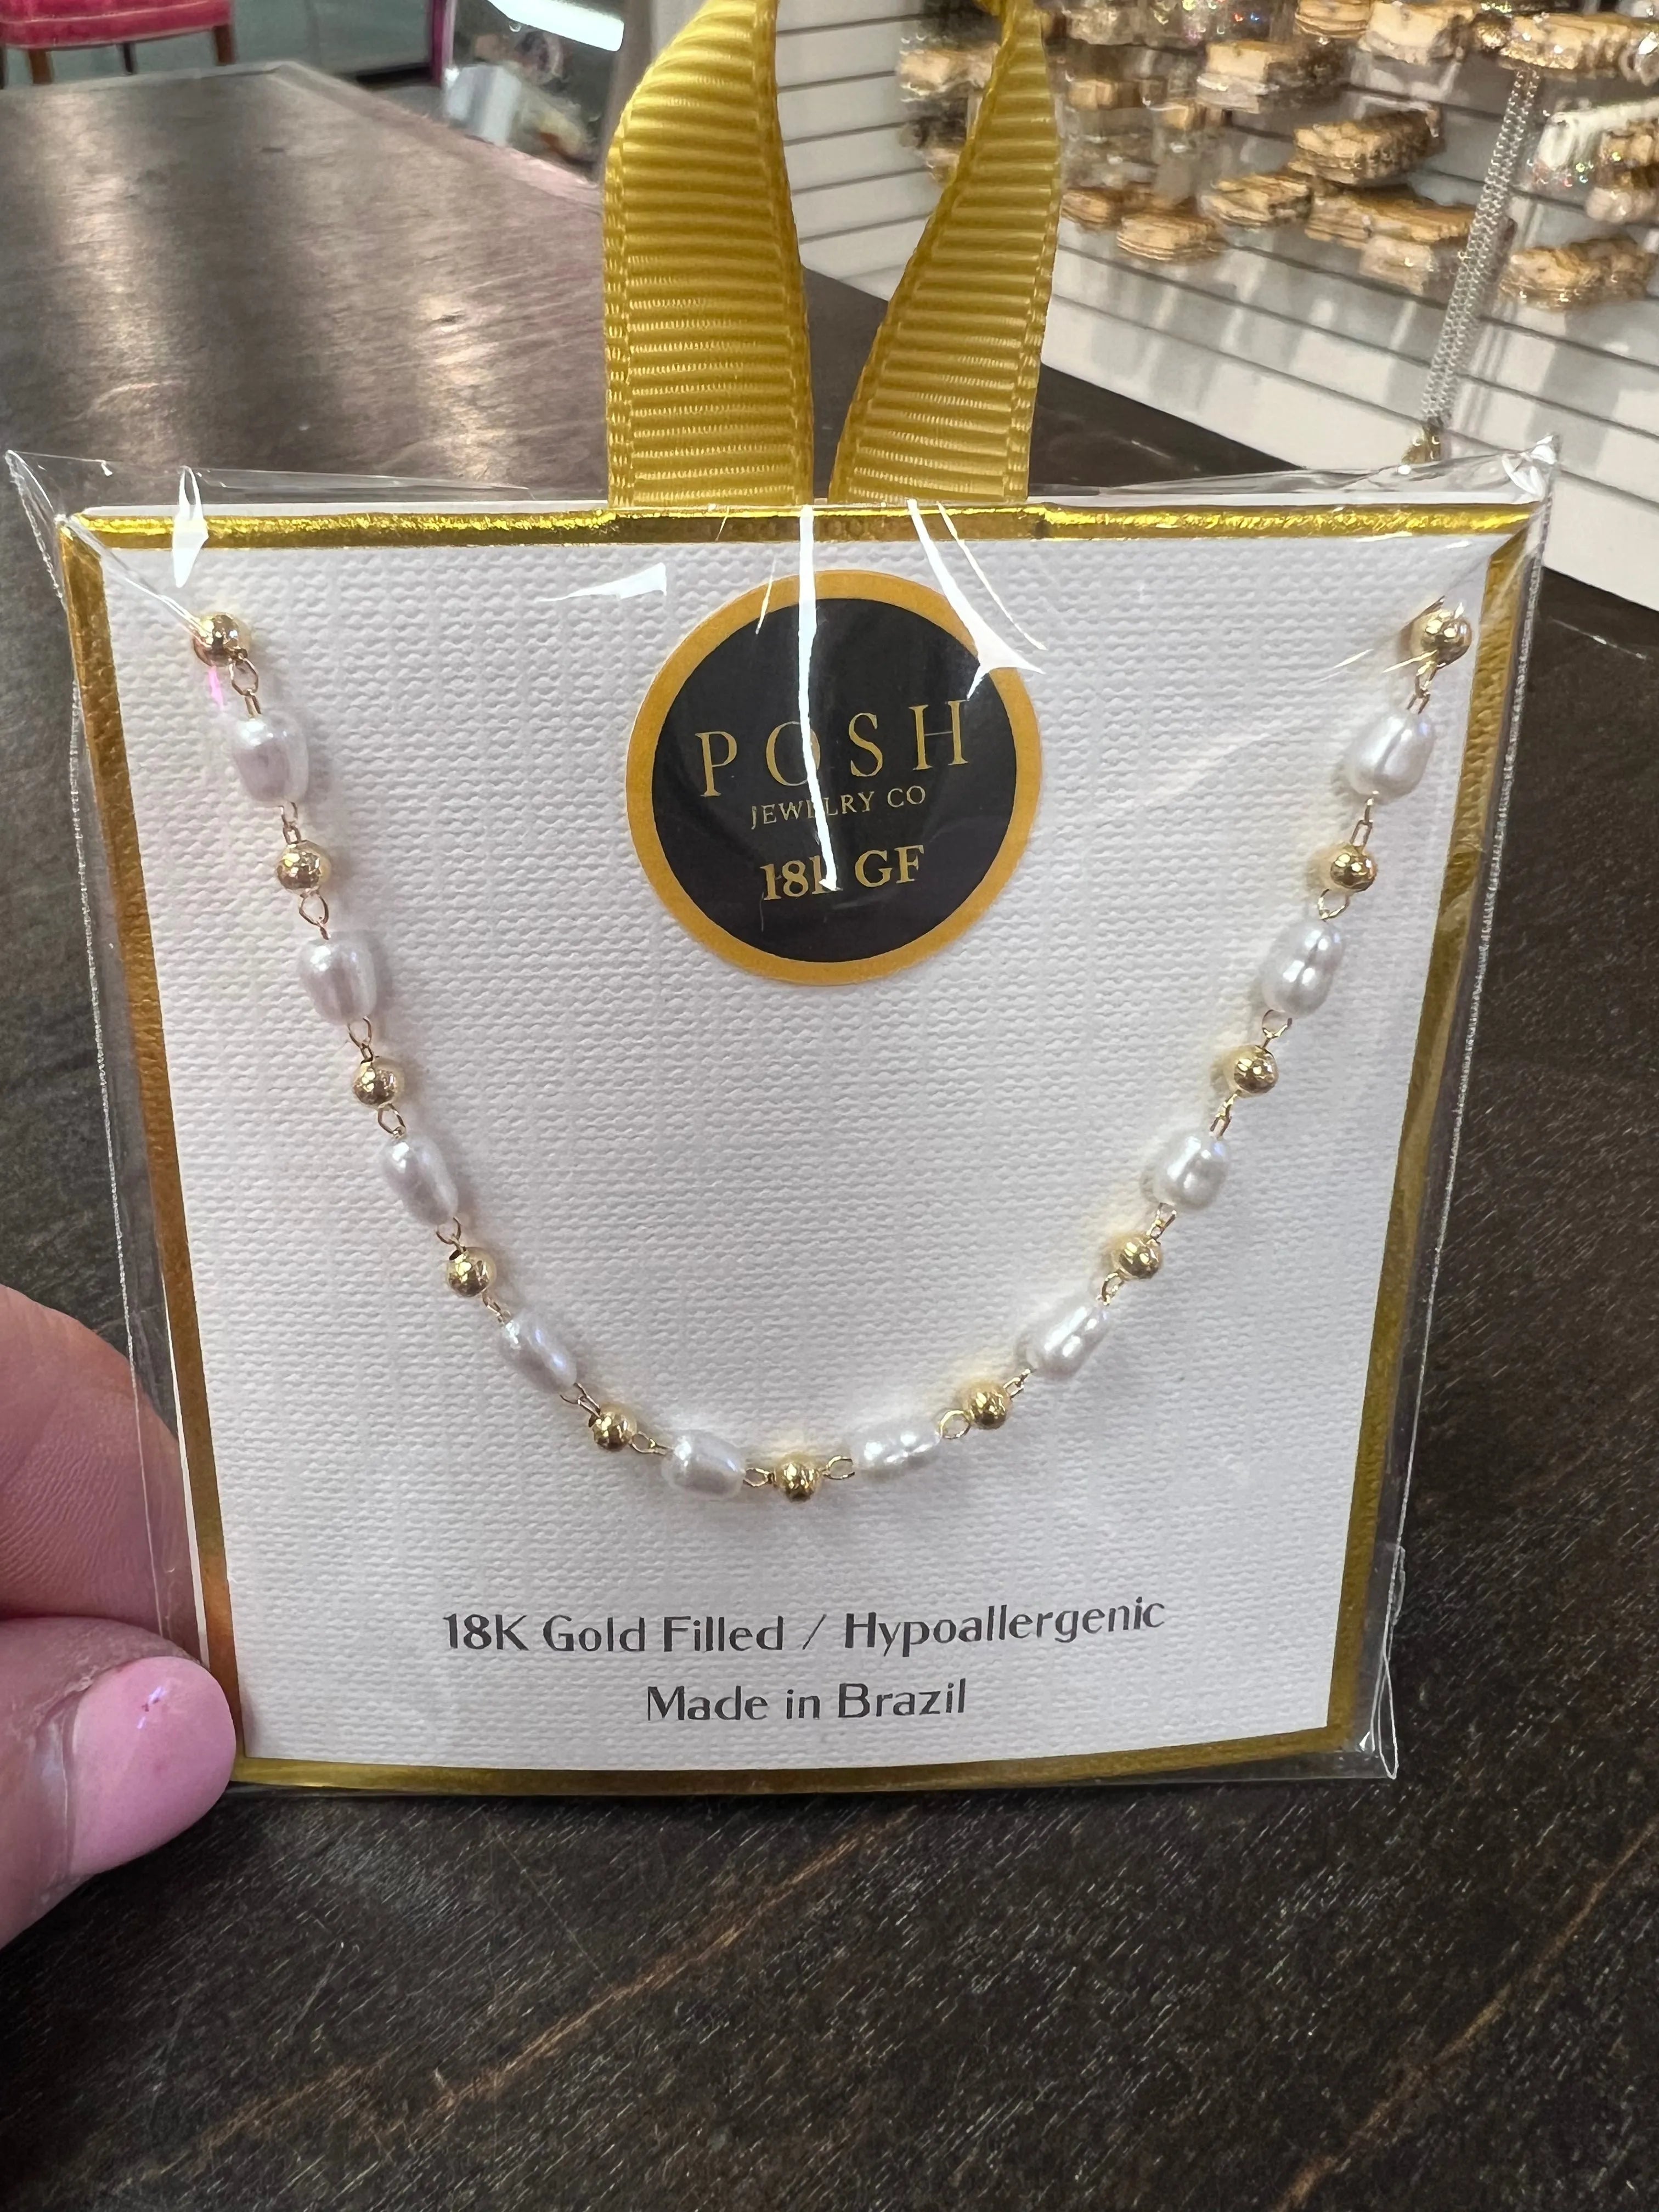 POSH
JEWELRY CO
18k GF
18K Gold Filled / Hypoallergenic
Made in Brazil